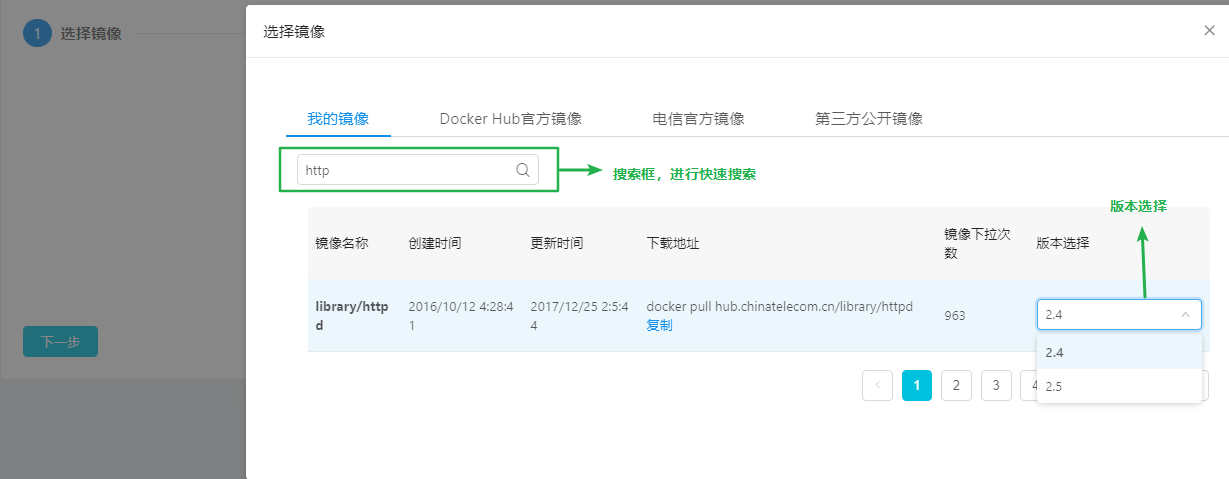 1 选择镜像
下一步
选择镜像
我的镜像 Docker Hub官方镜像 电信官方镜像 第三方公开镜像
http
搜索框，进行快速搜索
版本选择
镜像名称 创建时间 更新时间 下载地址 镜像下拉次
数 版本选择
library/http
d
2016/10/12 4:28:4
1
2017/12/25 2:5:4
4
docker pull hub.chinatelecom.cn/library/httpd
复制
963
2.4
2.4
2.5
1 2 3